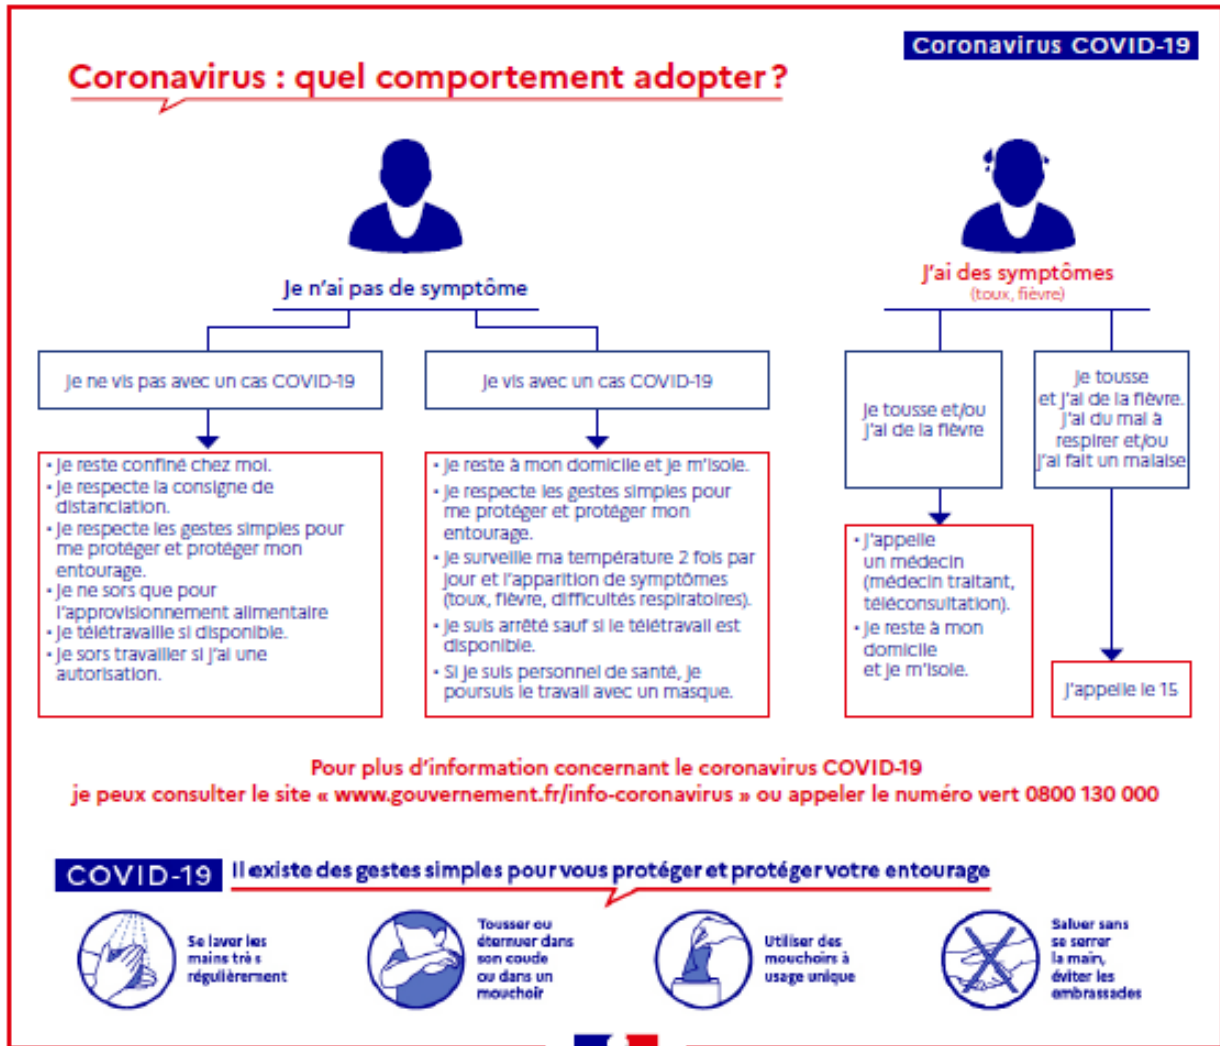 Coronavirus COVID-19
Coronavirus : quel comportement adopter ?
Je n'ai pas de symptôme
Je ne vis pas avec un cas COVID-19
• Je reste confiné chez moi.
• Je respecte la consigne de
distanciation.
• Je respecte les gestes simples pour
me protéger et protéger mon
entourage.
• Je ne sors que pour
l'approvisionnement alimentaire
• Je télétravaille si disponible.
• Je sors travailler si j'ai une
autorisation.
Je vis avec un cas COVID-19
• Je reste à mon domicile et je m'isole.
• Je respecte les gestes simples pour
me protéger et protéger mon
entourage.
• Je surveille ma température 2 fois par
jour et l'apparition de symptômes
(toux, fièvre, difficultés respiratoires).
• Je suis arrêté sauf si le télétravail est
disponible.
• Si je suis personnel de santé, je
poursuis le travail avec un masque.
J'ai des symptômes
(toux, fièvre)
Je tousse et/ou
j'ai de la fièvre
• J'appelle
un médecin
(médecin traitant,
téléconsultation).
• Je reste à mon
domicile
et je m'isole.
Je tousse
et j'ai de la fièvre.
J'ai du mal à
respirer et/ou
j'ai fait un malaise
J'appelle le 15
Pour plus d'information concernant le coronavirus COVID-19
je peux consulter le site « www.gouvernement.fr/info-coronavirus » ou appeler le numéro vert 0800 130 000
COVID-19 Il existe des gestes simples pour vous protéger et protéger votre entourage
Se laver les
mains très
régulièrement
Tousser ou
éternuer dans
son coude
ou dans un
mouchoir
Utiliser des
mouchoirs à
usage unique
Saluer sans
se serrer
la main,
éviter les
embrassades